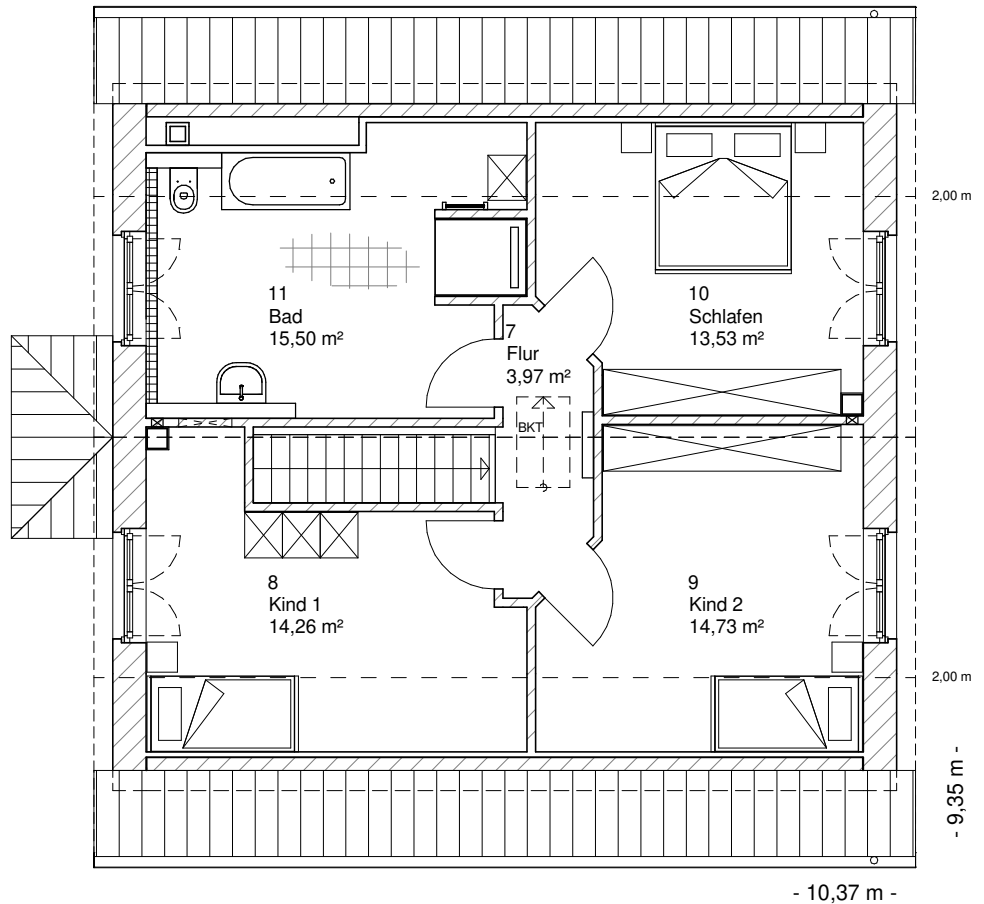 2,00 m
11
Bad
15,50 m²
10
Schlafen
13,53 m²
7
Flur
3,97 m²
BKT
8
Kind 1
14,26 m²
9
Kind 2
14,73 m²
2,00 m
- 9,35 m -
- 10,37 m -